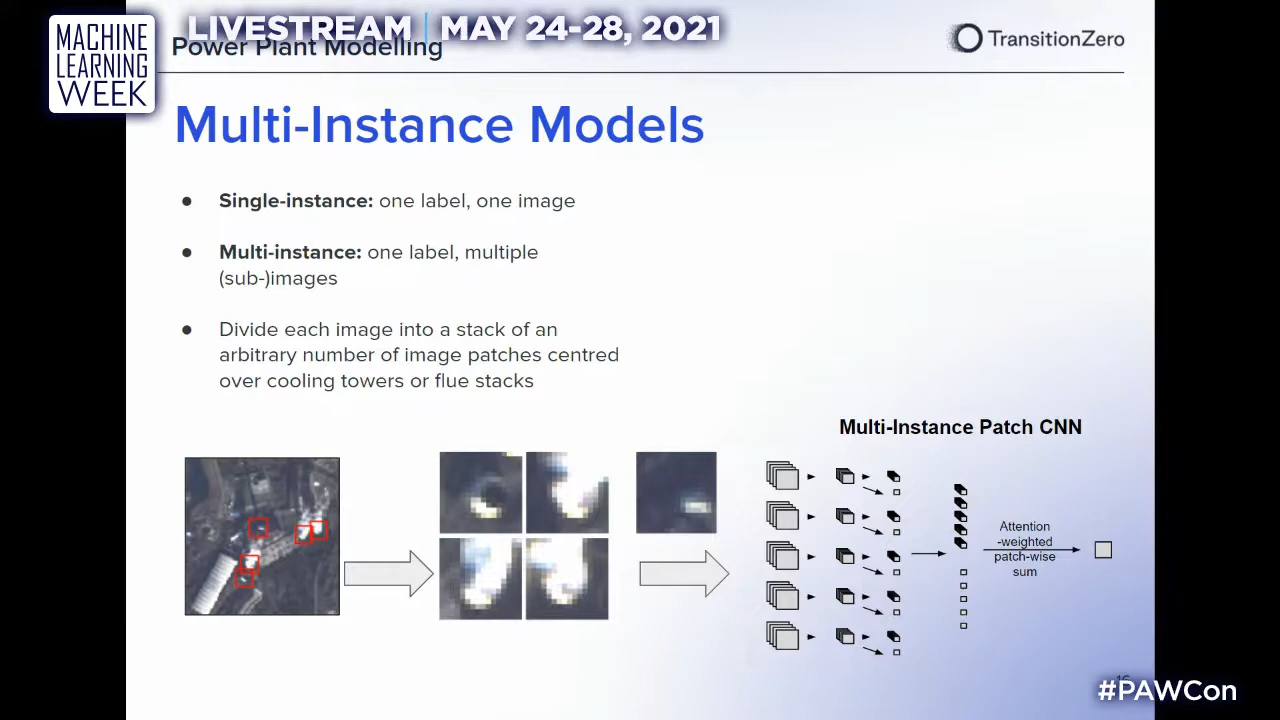 MACHINE
LEARNING
WEEK
LIVESTREAM | MAY 24-28, 2021
Power Plant Modelling
TransitionZero
Multi-Instance Models
● Single-instance: one label, one image
● Multi-instance: one label, multiple
(sub-)images
● Divide each image into a stack of an
arbitrary number of image patches centred
over cooling towers or flue stacks
Multi-Instance Patch CNN
Attention
-weighted
patch-wise
sum
#PAWCon